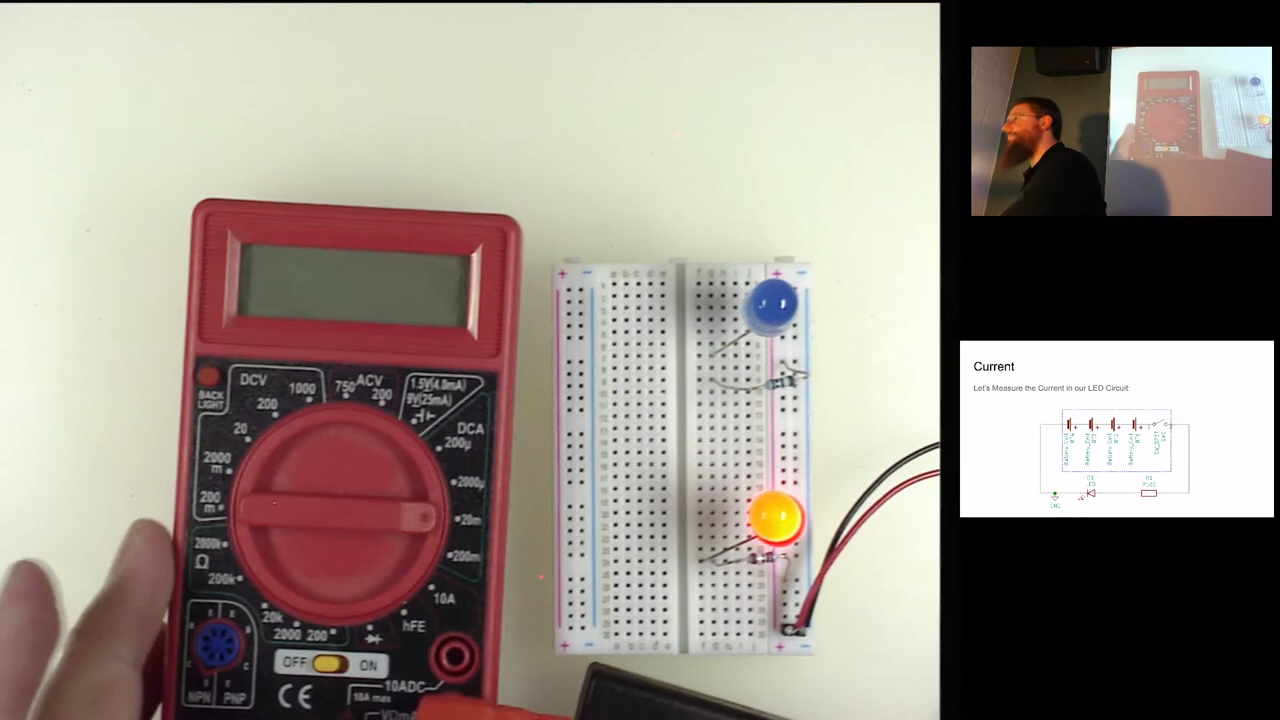 BACK
LIGHT
DCV
1000
200
20
2000
m
200
m
2000k
Ω
200k
20k
2000
200
750
ACV
200
1.5V(4.0mA)
9V(25mA)
DCA
200µ
2000µ
20m
200m
10A
hFE
OFF
ON
NPN
PNP
CE
10ADC
10A max
+
−
a b c d e
f g h i j
+
−
+
−
a b c d e
f g h i j
+
−
Current
Let's Measure the Current in our LED Circuit: